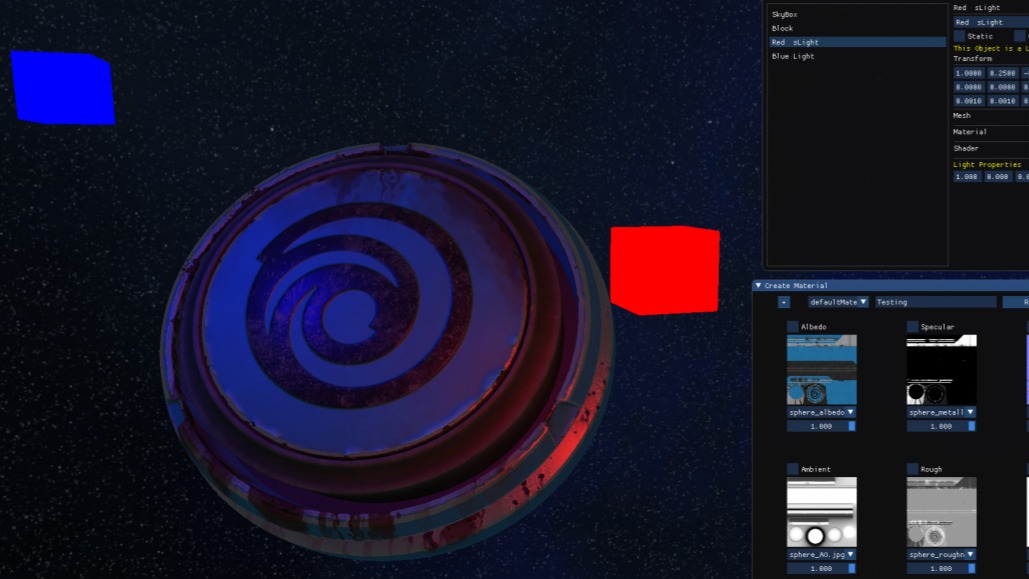 SkyBox
Block
Red sLight
Blue Light
Red sLight
Red sLight
Static
This Object is a L
Transform
1.0000 0.2500
0.0000 0.0000
0.0010 0.0010
Mesh
Material
Shader
Light Properties
1.000 0.000 0.0
Create Material
+ defaultMate Testing R
Albedo Specular
sphere_albedo sphere_metall
1.000 1.000
Ambient Rough
sphere_AO.jpg sphere_roughn
1.000 1.000